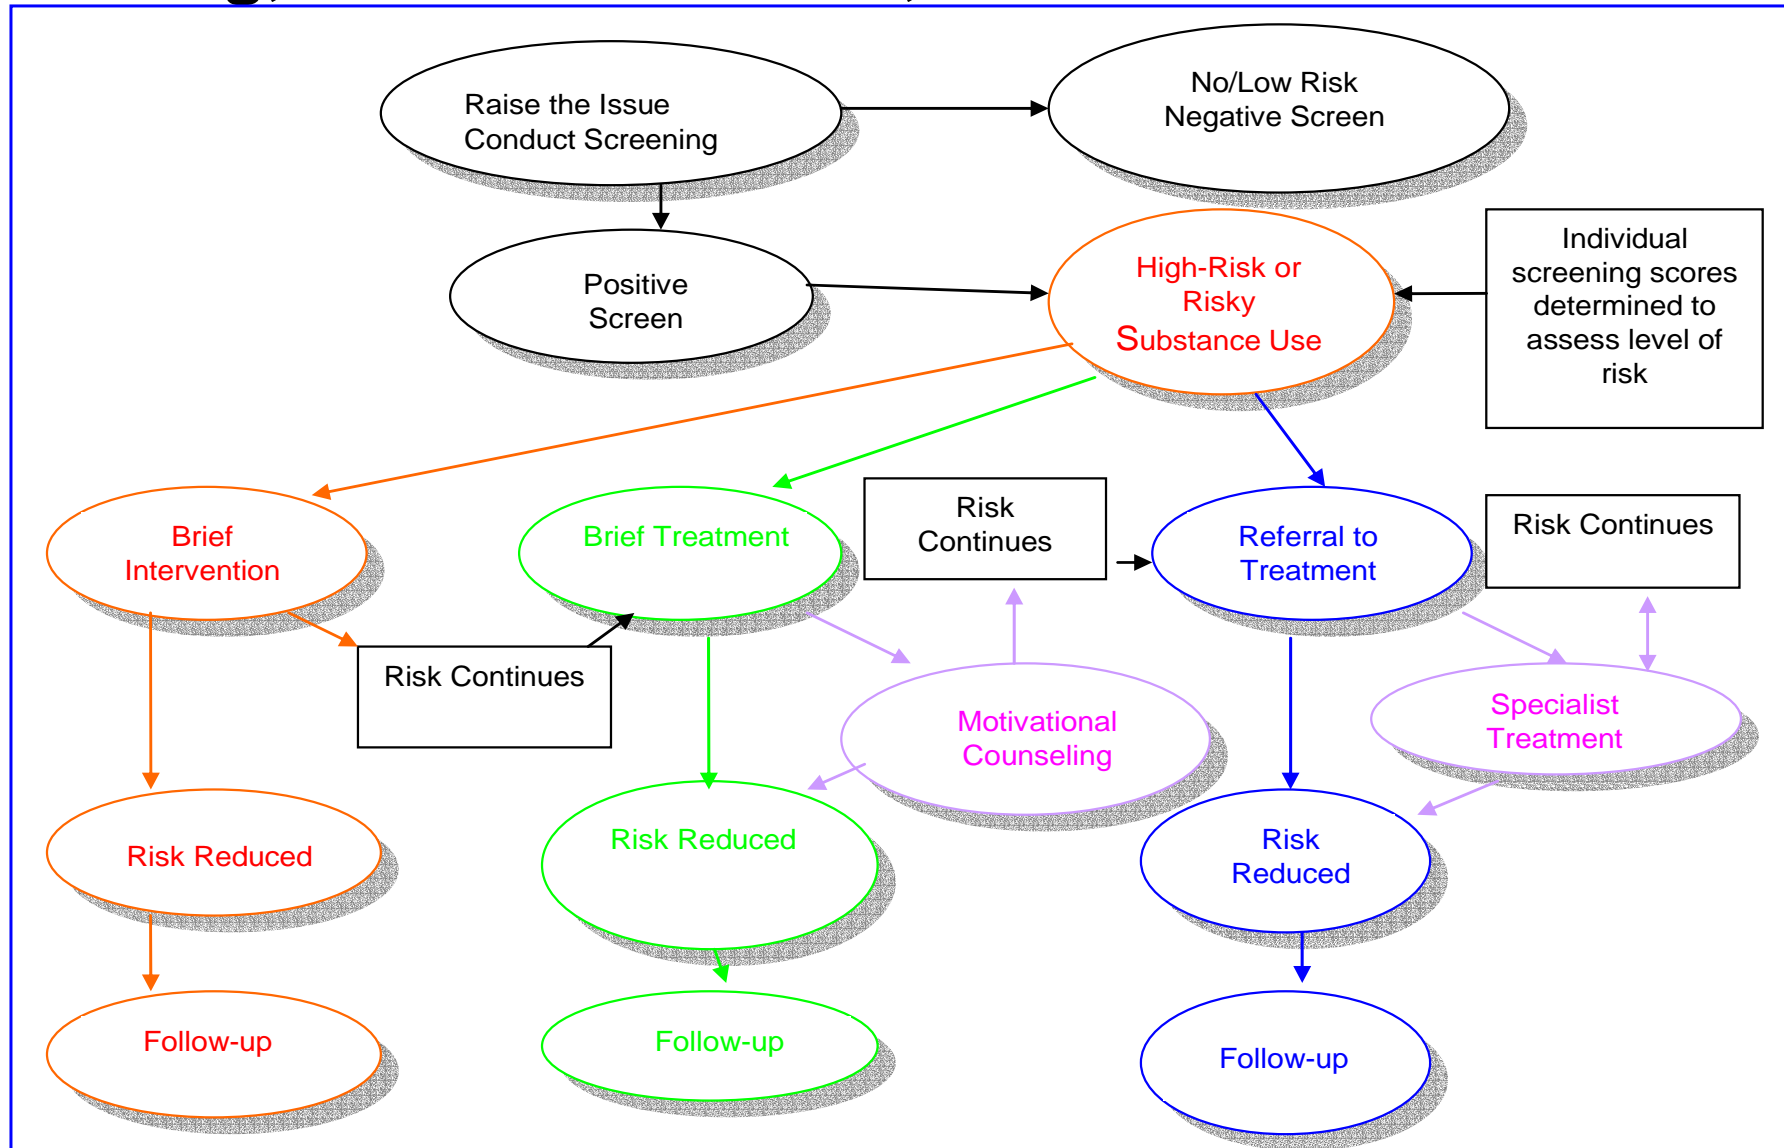 Raise the Issue
Conduct Screening
No/Low Risk
Negative Screen
Positive
Screen
High-Risk or
Risky
Substance Use
Individual
screening scores
determined to
assess level of
risk
Brief
Intervention
Brief Treatment
Risk
Continues
Referral to
Treatment
Risk Continues
Risk Continues
Motivational
Counseling
Specialist
Treatment
Risk Reduced
Risk Reduced
Risk
Reduced
Follow-up
Follow-up
Follow-up